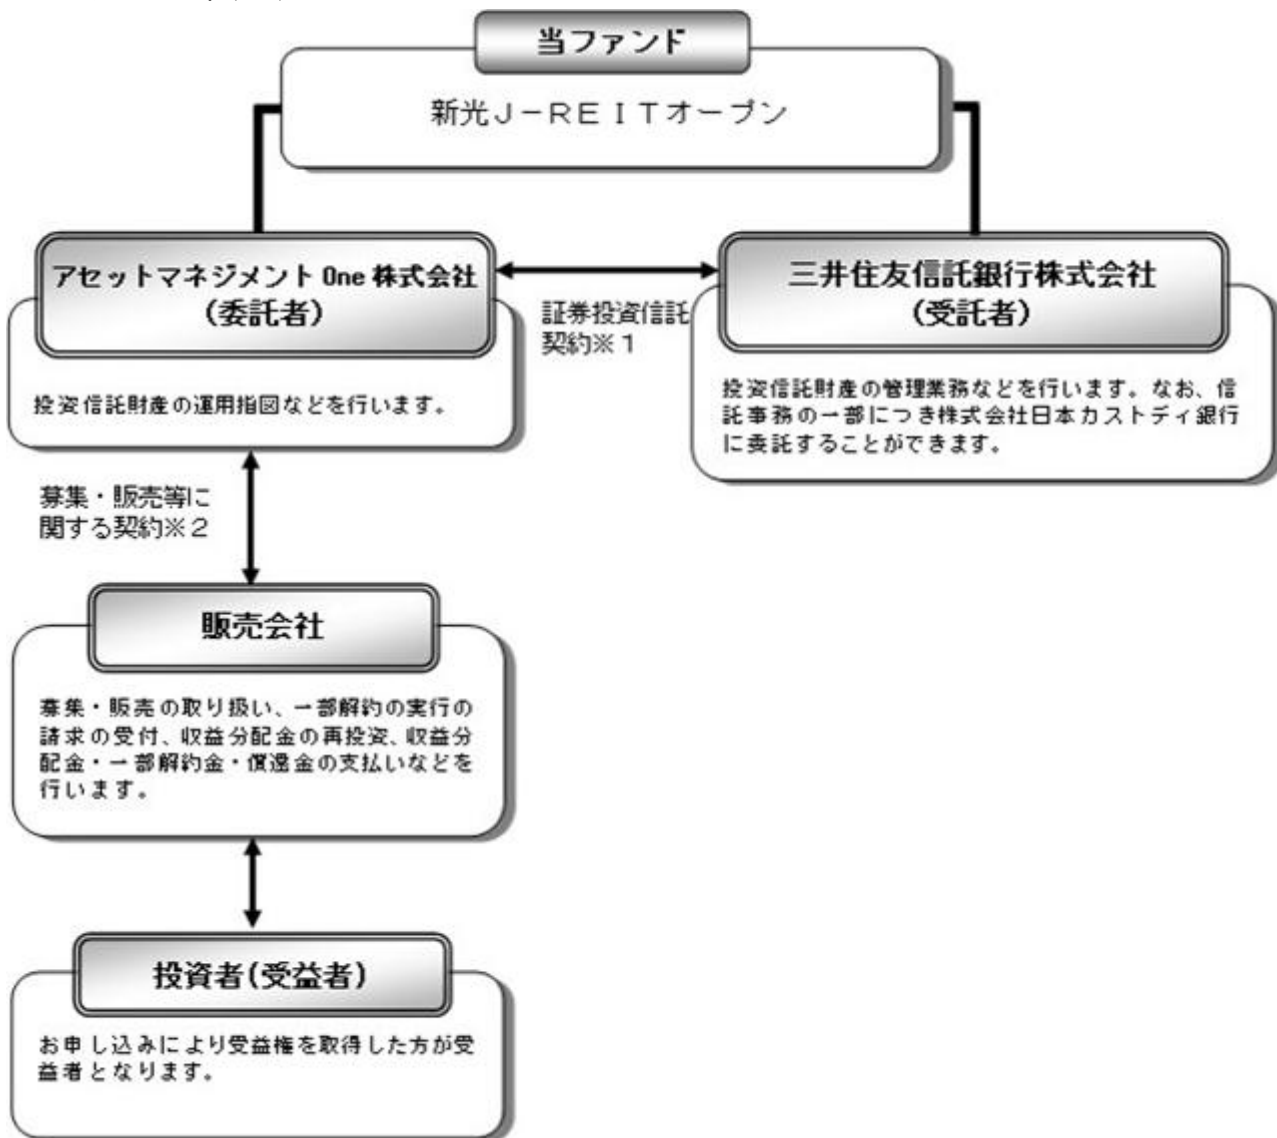 当ファンド
新光J－REITオープン
アセットマネジメント One 株式会社
(委託者)
投資信託財産の運用指図などを行います。
証券投資信託
契約※1
三井住友信託銀行株式会社
(受託者)
投資信託財産の管理業務などを行います。なお、信
託事務の一部につき株式会社日本カストディ銀行
に委託することができます。
募集・販売等に
関する契約※2
販売会社
募集・販売の取り扱い、一部解約の実行の
請求の受付、収益分配金の再投資、収益分
配金・一部解約金・償還金の支払いなどを
行います。
投資者(受益者)
お申し込みにより受益権を取得した方が受
益者となります。